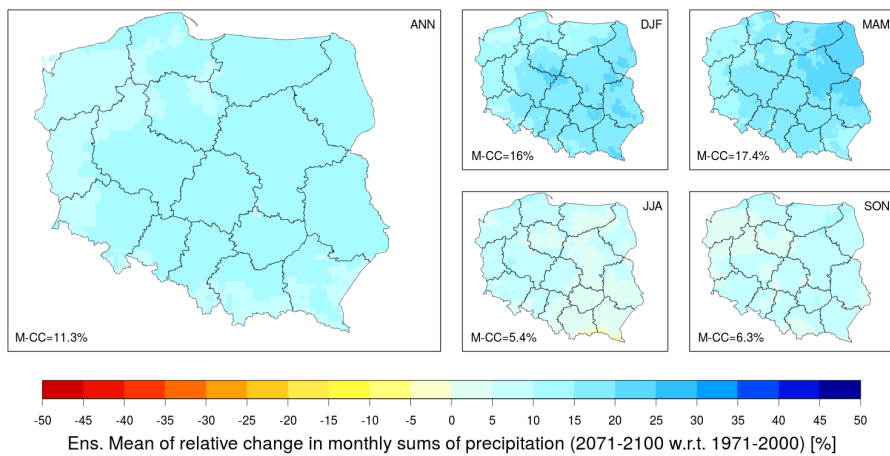 ANN
M-CC=11.3%
DJF
M-CC=16%
MAM
M-CC=17.4%
JJA
M-CC=5.4%
SON
M-CC=6.3%
-50 -45 -40 -35 -30 -25 -20 -15 -10 -5 0 5 10 15 20 25 30 35 40 45 50
Ens. Mean of relative change in monthly sums of precipitation (2071-2100 w.r.t. 1971-2000) [%]